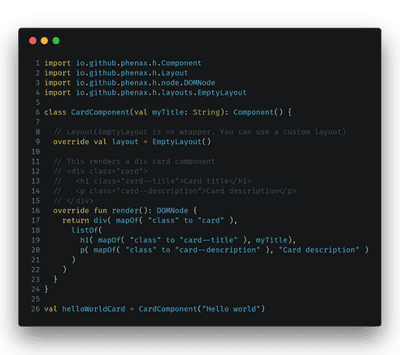 1 import io.github.phenax.h.Component
2 import io.github.phenax.h.Layout
3 import io.github.phenax.h.node.DOMNode
4 import io.github.phenax.h.layouts.EmptyLayout
5
6 class CardComponent(val myTitle: String): Component() {
7
8 // Layout(EmptyLayout is no wrapper. You can use a custom layout)
9 override val layout = EmptyLayout()
10
11 // This renders a div card component
12 // <div class="card">
13 //   <h1 class="card--title">Card title</h1>
14 //   <p class="card--description">Card description</p>
15 // </div>
16 override fun render(): DOMNode {
17 return div( mapOf( "class" to "card" ),
18 listOf(
19 h1( mapOf( "class" to "card--title" ), myTitle),
20 p( mapOf( "class" to "card--description" ), "Card description" )
21 )
22 )
23 }
24 }
25
26 val helloWorldCard = CardComponent("Hello world")